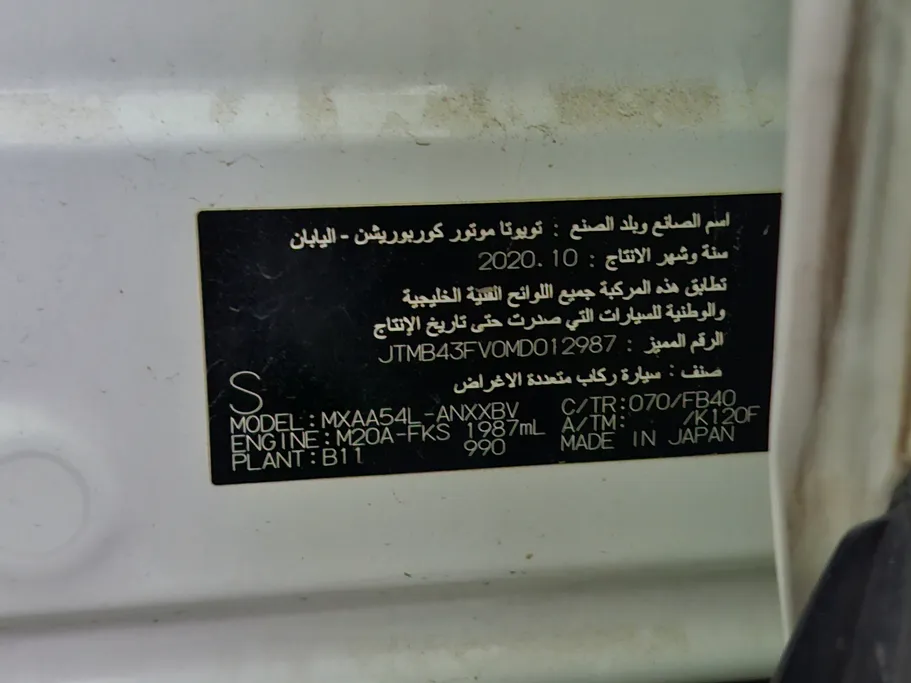 اسم الصانع وبلد الصنع : تويوتا موتور كوربوريشن - اليابان
سنة وشهر الانتاج : 2020.10
تطابق هذه المركبة جميع اللوائح الفنية الخليجية
والوطنية للسيارات التي صدرت حتى تاريخ الإنتاج
الرقم المميز : JTMB43FV0MD012987
صنف : سيارة ركاب متعددة الاغراض
S
MODEL:MXAA54L-ANXXBV C/TR:070/FB40
ENGINE:M20A-FKS 1987mL A/TM: /K120F
PLANT:B11 990 MADE IN JAPAN